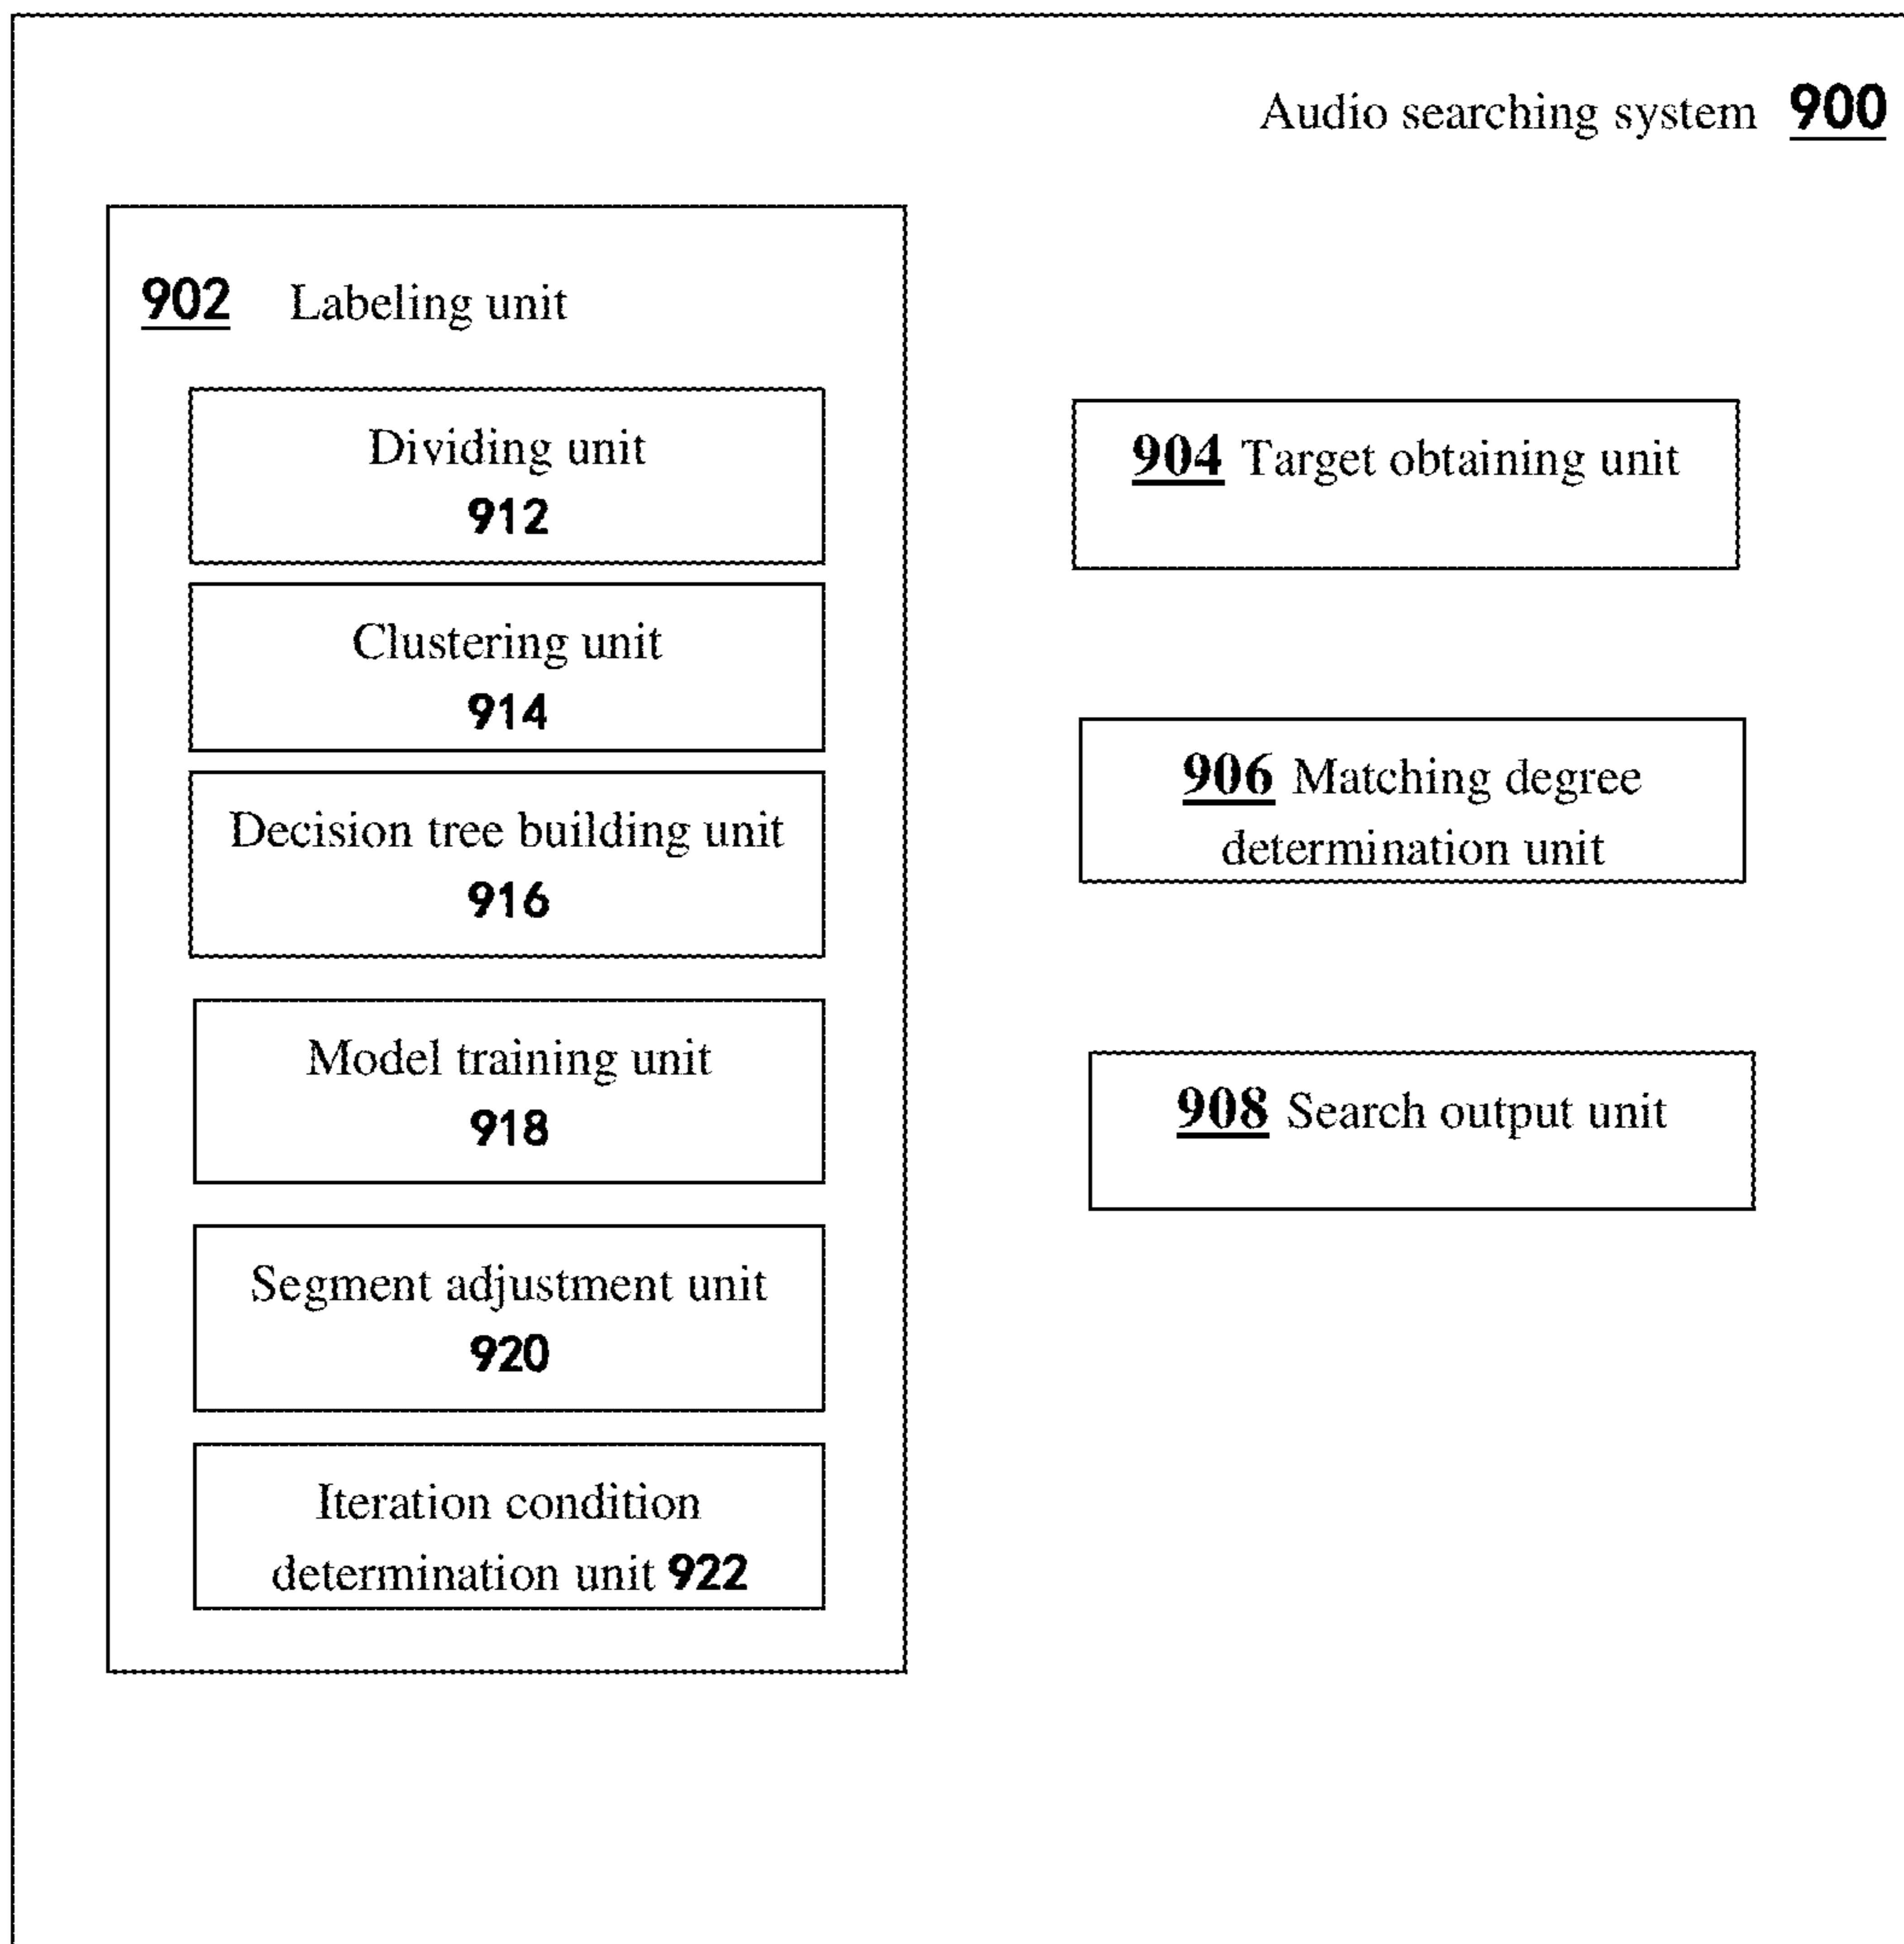 Audio searching system 900
902 Labeling unit
Dividing unit
912
Clustering unit
914
Decision tree building unit
916
Model training unit
918
Segment adjustment unit
920
Iteration condition
determination unit 922
904 Target obtaining unit
906 Matching degree
determination unit
908 Search output unit